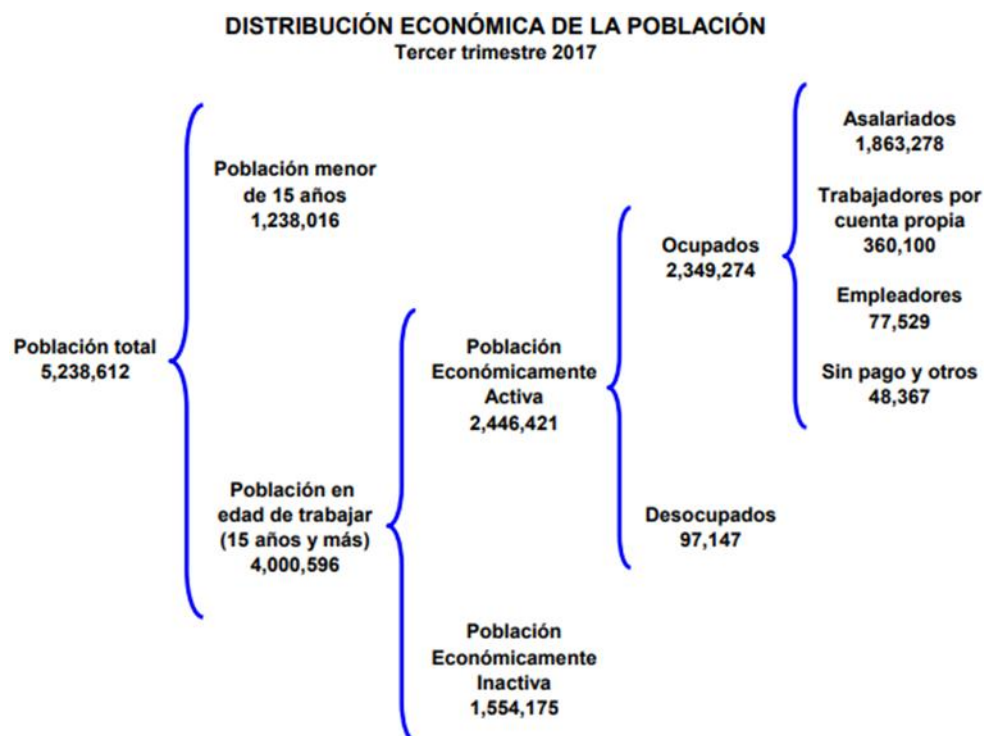 DISTRIBUCIÓN ECONÓMICA DE LA POBLACIÓN
Tercer trimestre 2017
Población total
5,238,612
Población menor
de 15 años
1,238,016
Población en
edad de trabajar
(15 años y más)
4,000,596
Población
Económicamente
Activa
2,446,421
Población
Económicamente
Inactiva
1,554,175
Ocupados
2,349,274
Desocupados
97,147
Asalariados
1,863,278
Trabajadores por
cuenta propia
360,100
Empleadores
77,529
Sin pago y otros
48,367